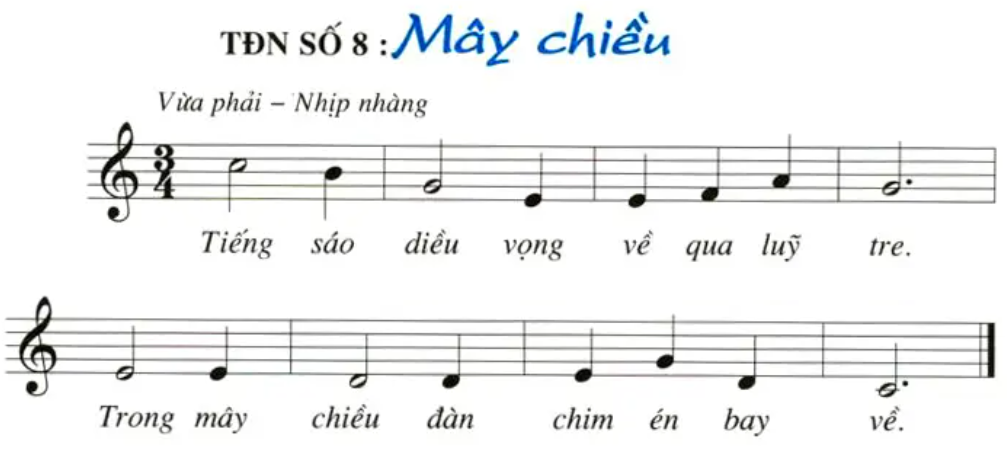 TĐN SỐ 8 : Mây chiều
Vừa phải – Nhịp nhàng
3
4
Tiếng sáo diều vọng về qua luỹ tre.
Trong mây chiều đàn chim én bay về.